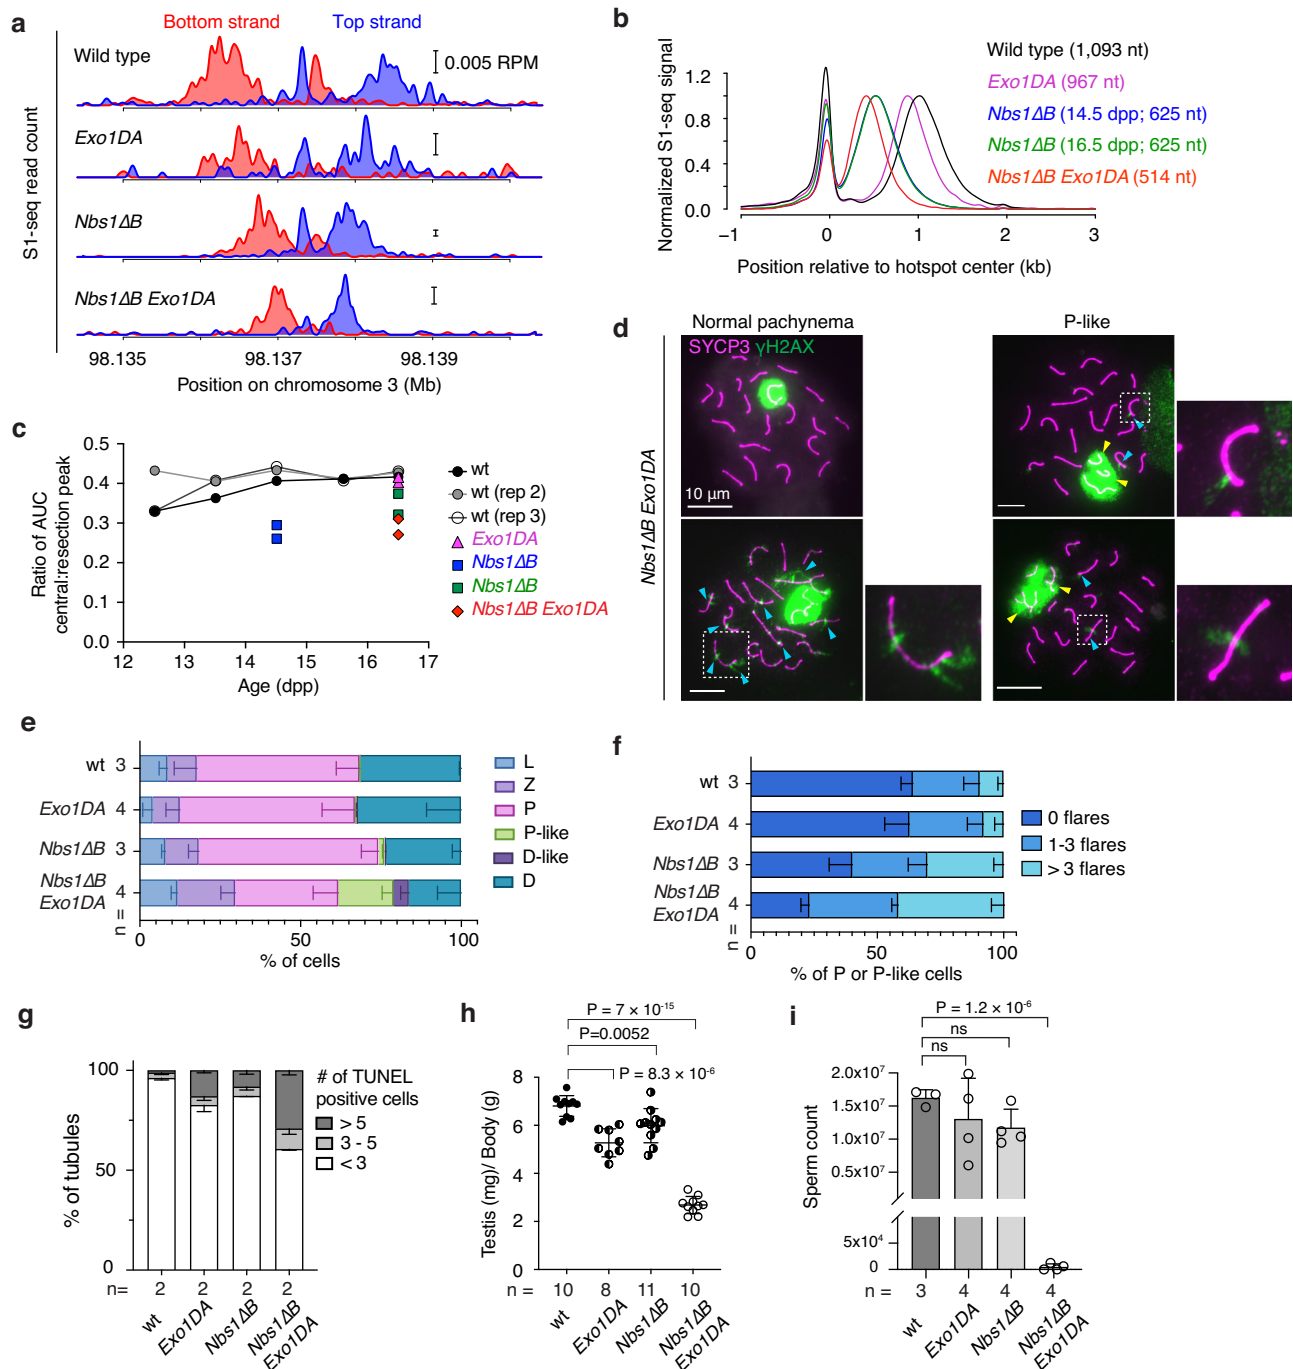 a
Bottom strand
Top strand
Wild type
0.005 RPM
Exo1DA
Nbs1ΔB
Nbs1ΔB Exo1DA
S1-seq read count
98.135
98.137
98.139
Position on chromosome 3 (Mb)
b
Normalized S1-seq signal
1.2
0.8
0.4
0.0
−1
0
1
2
3
Position relative to hotspot center (kb)
Wild type (1,093 nt)
Exo1DA (967 nt)
Nbs1ΔB (14.5 dpp; 625 nt)
Nbs1ΔB (16.5 dpp; 625 nt)
Nbs1ΔB Exo1DA (514 nt)
c
Ratio of AUC
central:resection peak
0.5
0.4
0.3
0.2
0.1
0.0
12
13
14
15
16
17
Age (dpp)
wt
wt (rep 2)
wt (rep 3)
Exo1DA
Nbs1ΔB
Nbs1ΔB
Nbs1ΔB Exo1DA
d
Normal pachynema
P-like
SYCP3 γH2AX
10 μm
Nbs1ΔB Exo1DA
e
wt 3
Exo1DA 4
Nbs1ΔB 3
Nbs1ΔB
Exo1DA 4
n =
0
50
100
% of cells
L
Z
P
P-like
D-like
D
f
wt 3
Exo1DA 4
Nbs1ΔB 3
Nbs1ΔB
Exo1DA 4
n =
0
50
100
% of P or P-like cells
0 flares
1-3 flares
> 3 flares
g
% of tubules
100
50
0
# of TUNEL
positive cells
> 5
3 - 5
< 3
n= 2 2 2 2
wt
Exo1DA
Nbs1ΔB
Nbs1ΔB
Exo1DA
h
P = 7 × 10-15
P=0.0052
P = 8.3 × 10-6
Testis (mg)/ Body (g)
8
6
4
2
0
n = 10 8 11 10
wt
Exo1DA
Nbs1ΔB
Nbs1ΔB
Exo1DA
i
P = 1.2 × 10-6
ns
ns
Sperm count
2.0x10⁷
1.5x10⁷
1.0x10⁷
0.5x10⁷
5x10⁴
0
n = 3 4 4 4
wt
Exo1DA
Nbs1ΔB
Nbs1ΔB
Exo1DA